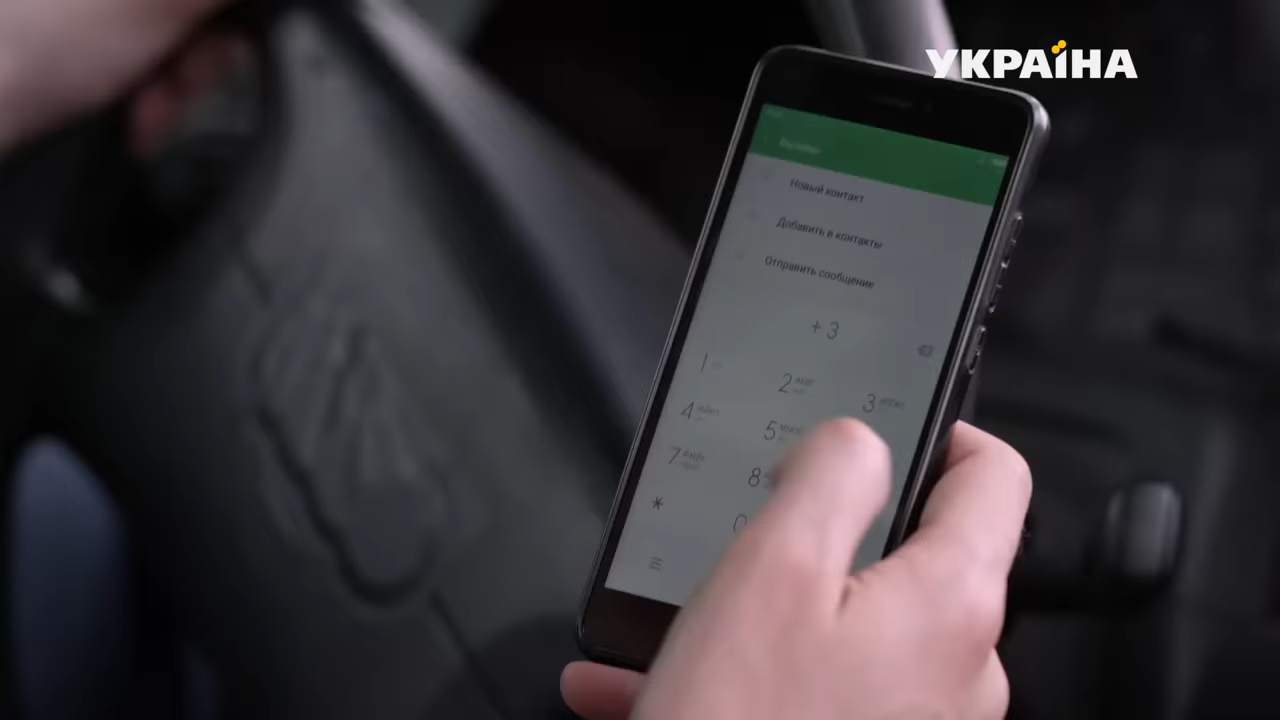 УКРАЇНА
Новый контакт
Добавить в контакты
Отправить сообщение
+ 3
1
2
3
4
5
7
8
*
0